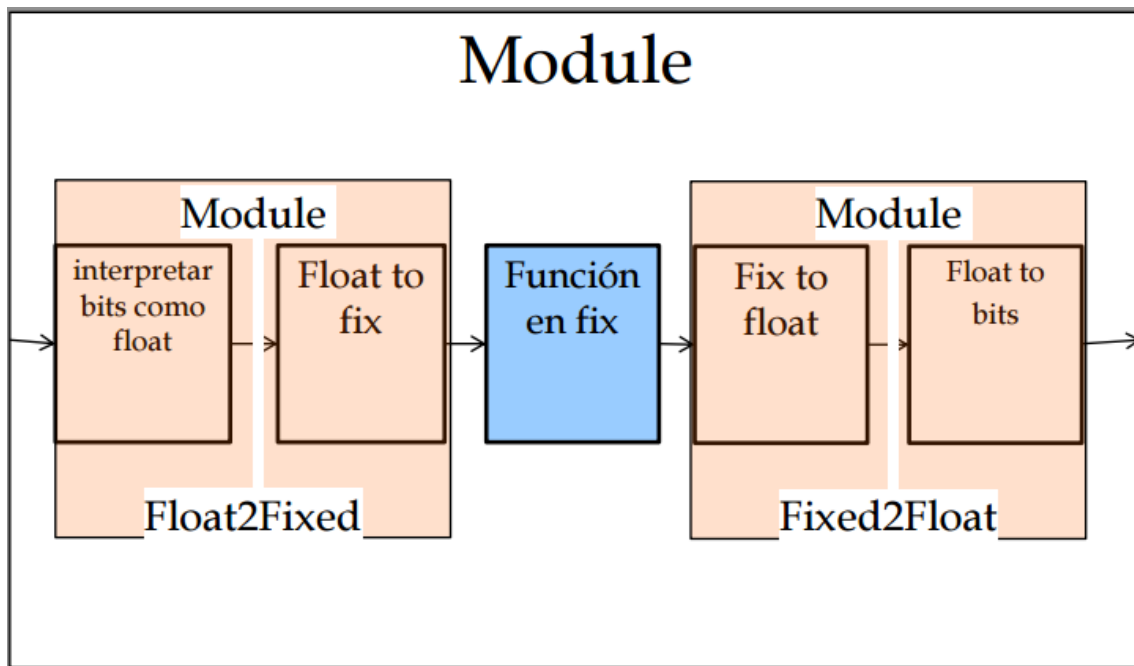 Module
Module
interpretar
bits como
float
Float to
fix
Float2Fixed
Función
en fix
Module
Fix to
float
Float to
bits
Fixed2Float